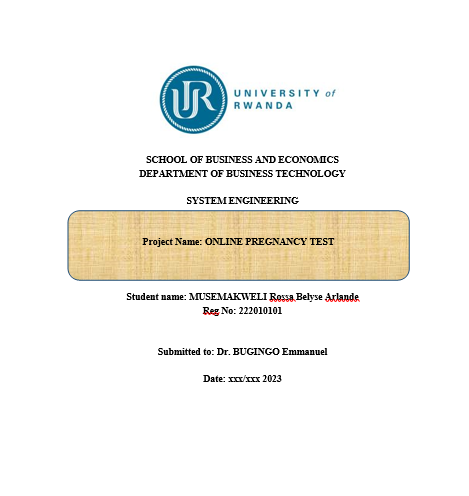 UR
UNIVERSITY of
RWANDA
SCHOOL OF BUSINESS AND ECONOMICS
DEPARTMENT OF BUSINESS TECHNOLOGY
SYSTEM ENGINEERING
Project Name: ONLINE PREGNANCY TEST
Student name: MUSEMAKWELI Rossa Belyse Arlande
Reg No: 222010101
Submitted to: Dr. BUGINGO Emmanuel
Date: xxx/xxx 2023